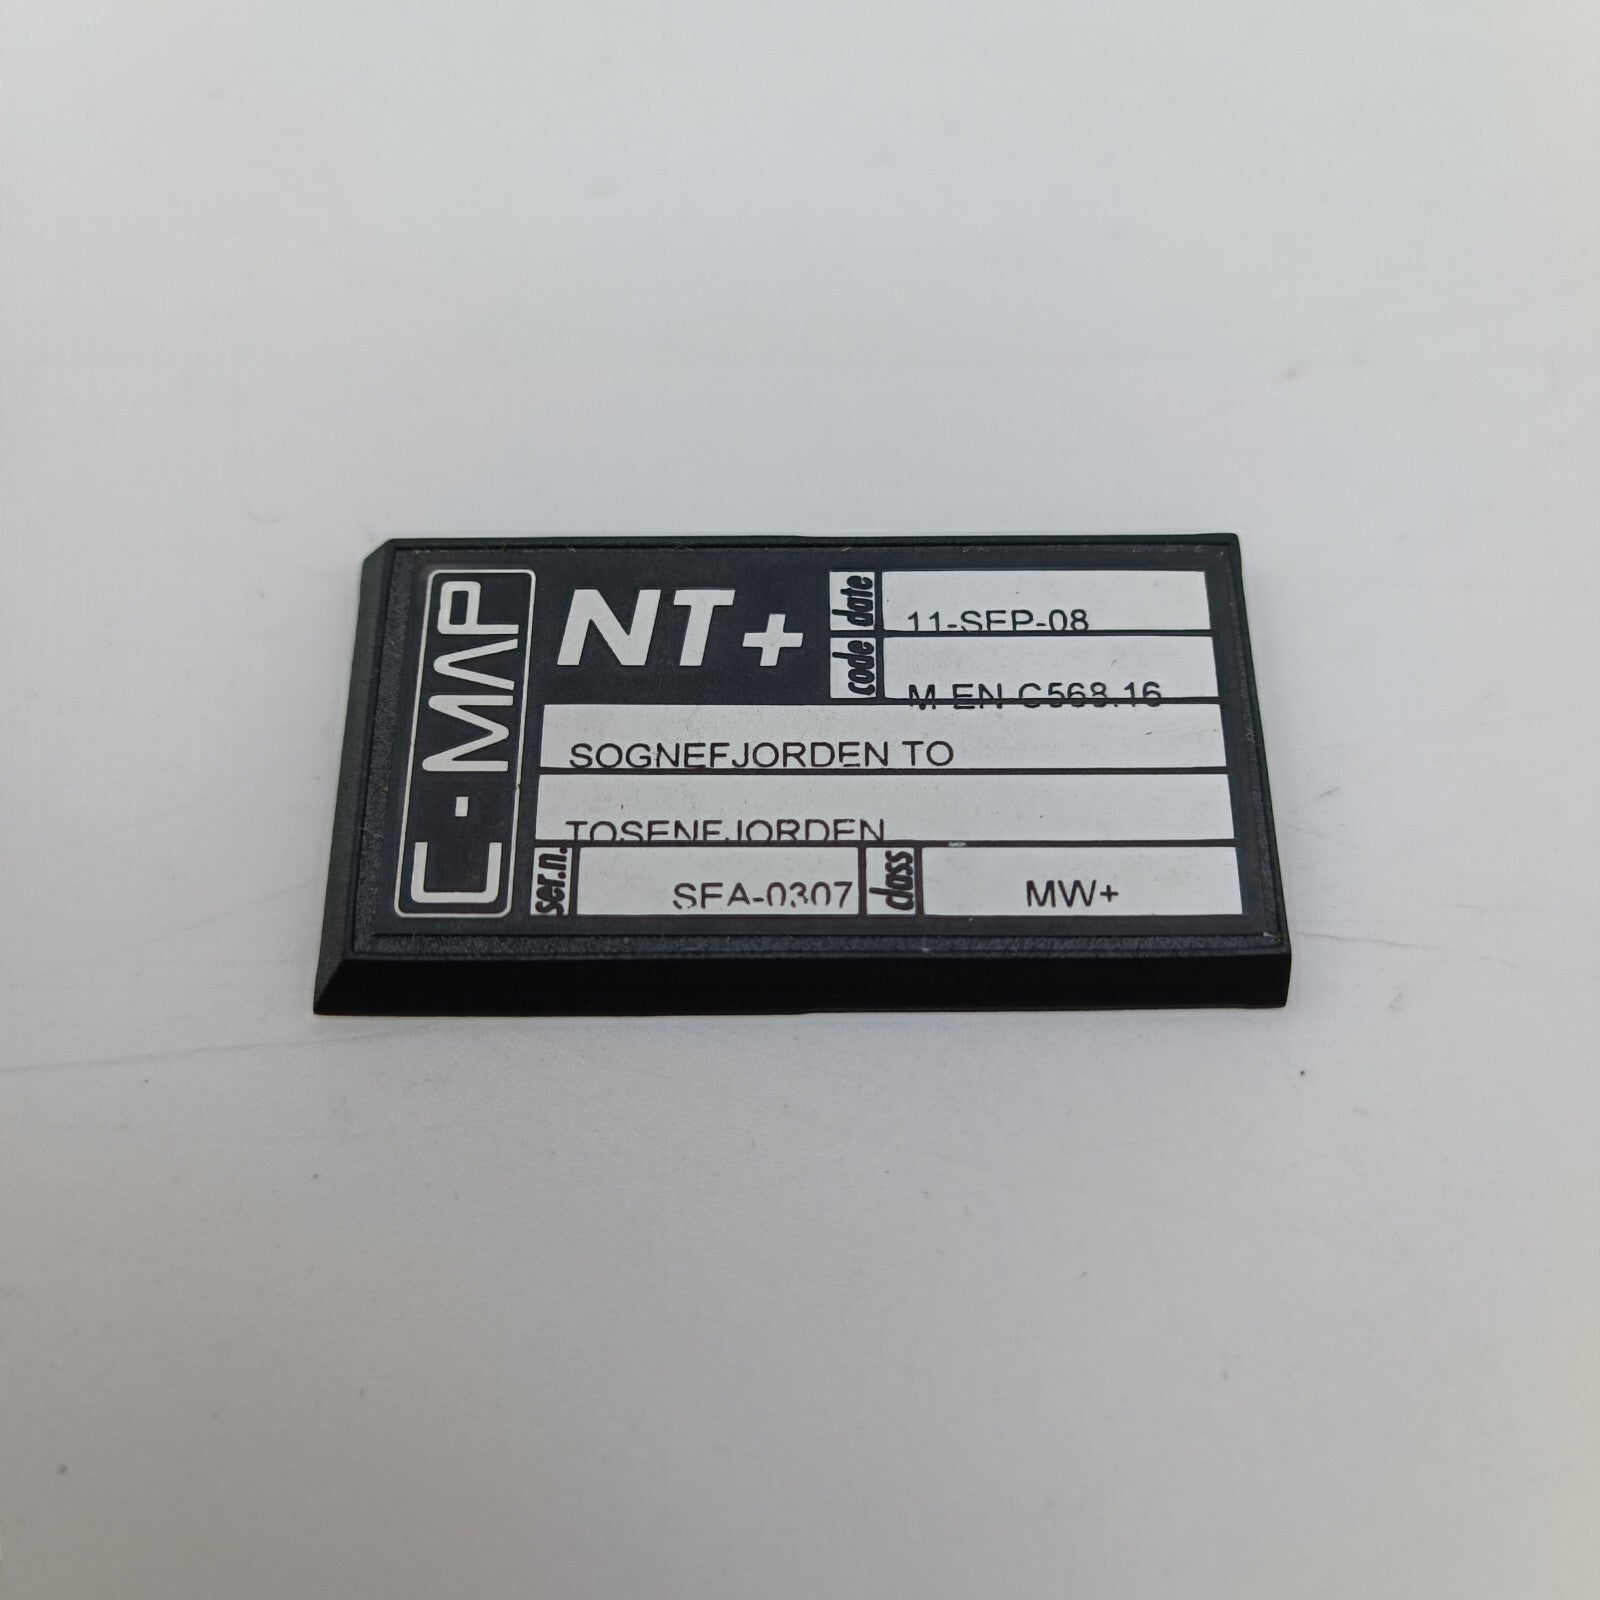 C-MAP
NT+
date 11-SEP-08
code M-EN-C568.16
SOGNEFJORDEN TO
TOSENFJORDEN
ser.n. SEA-0307 class MW+